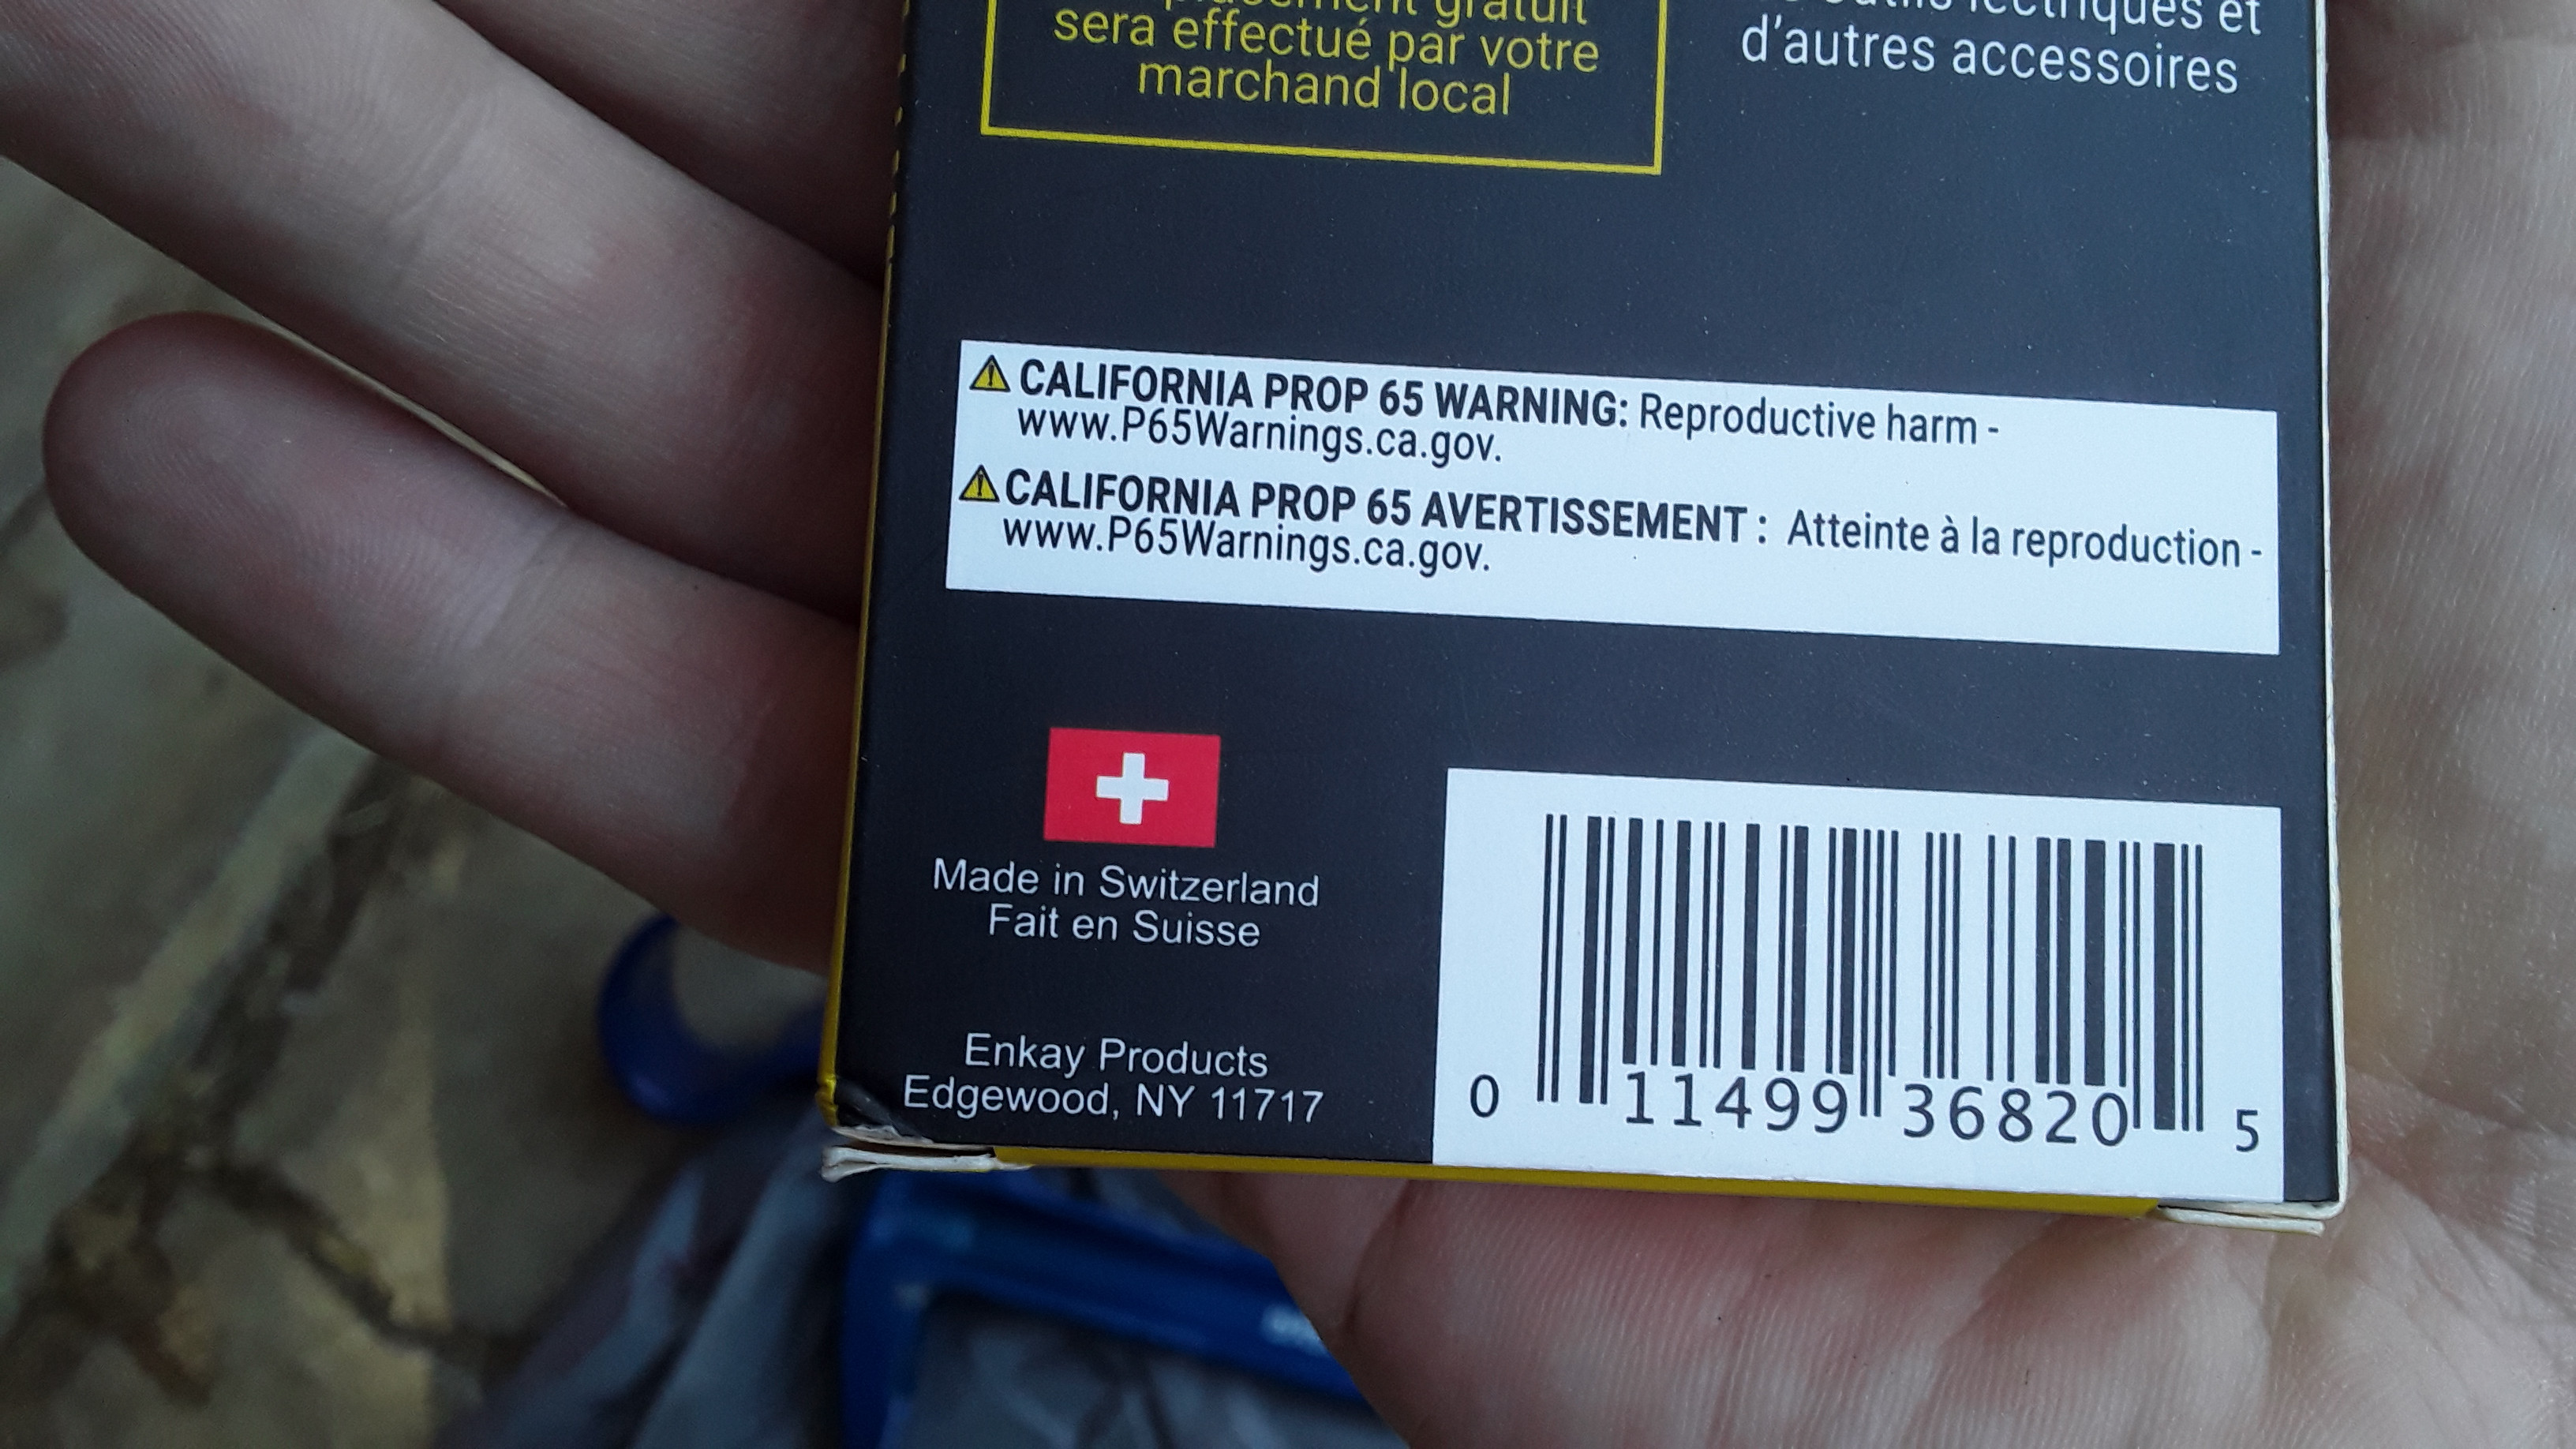 gratuit
sera effectué par votre
marchand local
et
d'autres accessoires
CALIFORNIA PROP 65 WARNING: Reproductive harm -
www.P65Warnings.ca.gov.
CALIFORNIA PROP 65 AVERTISSEMENT : Atteinte à la reproduction -
www.P65Warnings.ca.gov.
Made in Switzerland
Fait en Suisse
Enkay Products
Edgewood, NY 11717
0 11499 36820 5